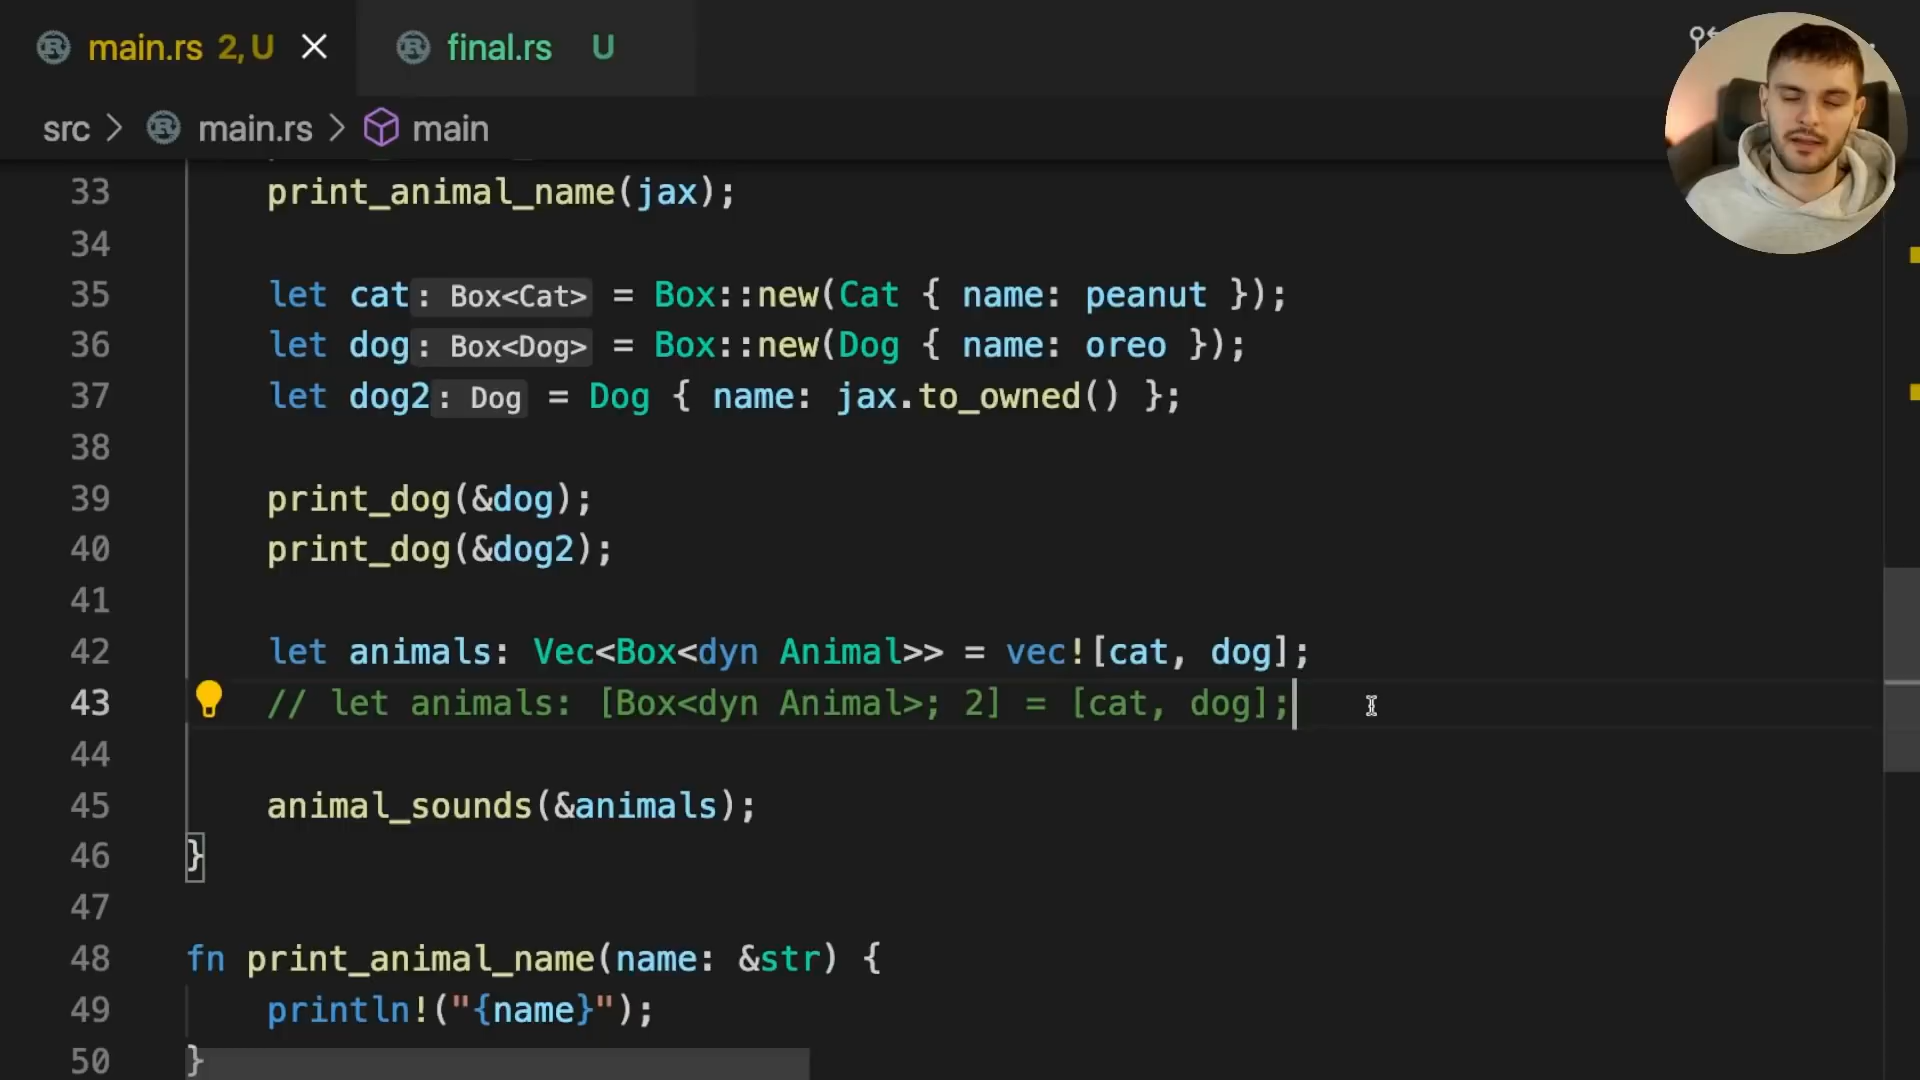 main.rs 2, U
final.rs U
src > main.rs > main
33 print_animal_name(jax);
34
35 let cat: Box<Cat> = Box::new(Cat { name: peanut });
36 let dog: Box<Dog> = Box::new(Dog { name: oreo });
37 let dog2: Dog = Dog { name: jax.to_owned() };
38
39 print_dog(&dog);
40 print_dog(&dog2);
41
42 let animals: Vec<Box<dyn Animal>> = vec![cat, dog];
43 // let animals: [Box<dyn Animal>; 2] = [cat, dog];
44
45 animal_sounds(&animals);
46 }
47
48 fn print_animal_name(name: &str) {
49 println!("{name}");
50 }